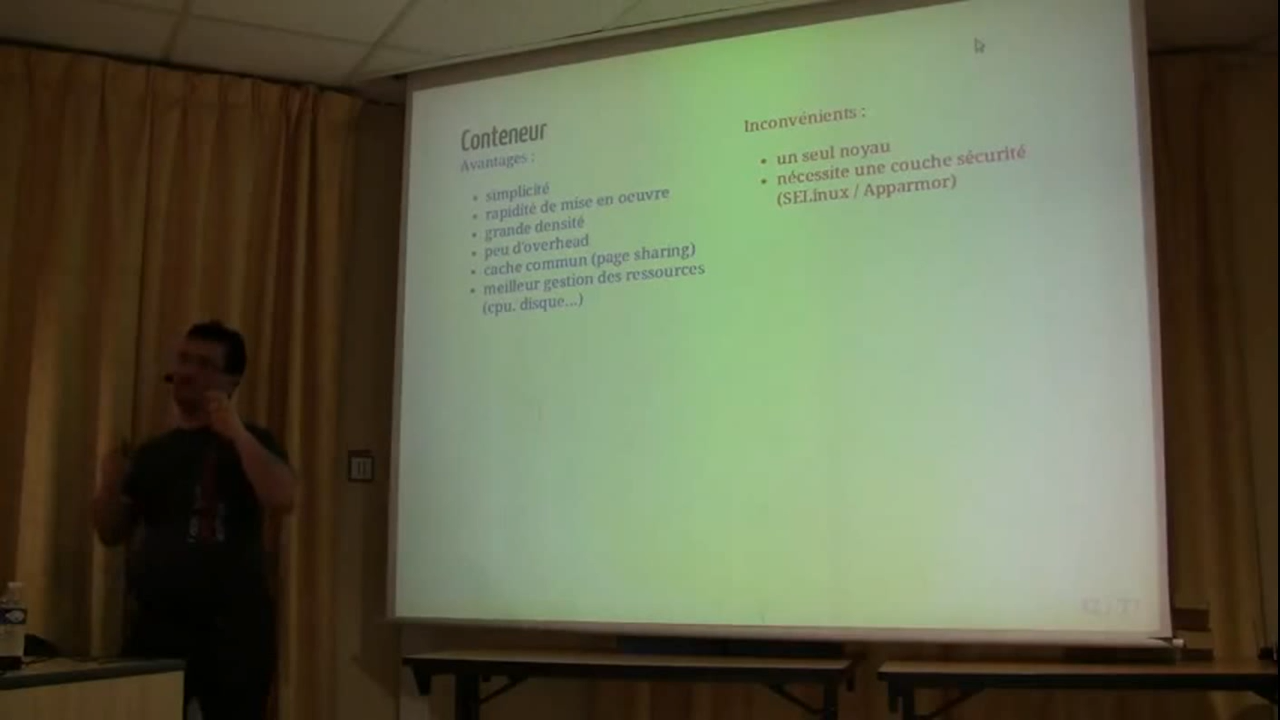 Conteneur
Avantages :
• simplicité
• rapidité de mise en oeuvre
• grande densité
• peu d'overhead
• cache commun (page sharing)
• meilleur gestion des ressources
(cpu, disque...)
Inconvénients :
• un seul noyau
• nécessite une couche sécurité
(SELinux / Apparmor)